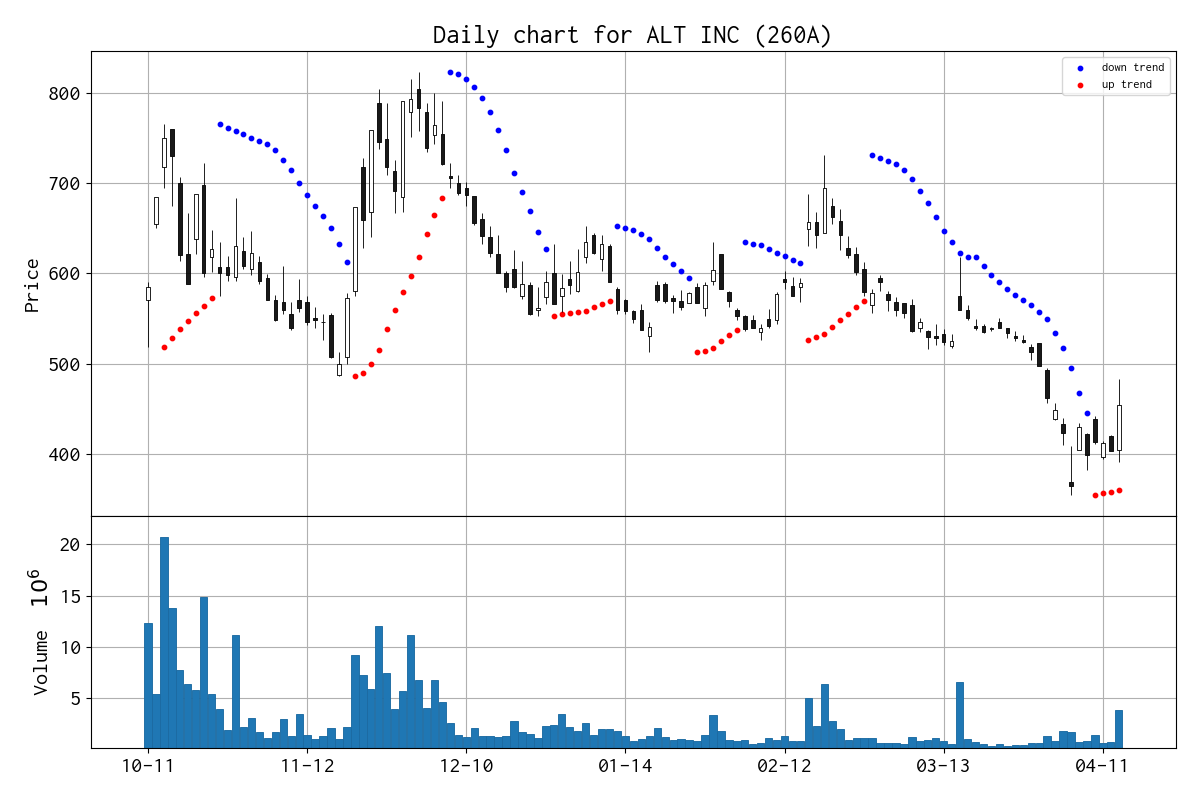 Daily chart for ALT INC (260A)
down trend
up trend
Price
800
700
600
500
400
Volume 10^6
20
15
10
5
10-11 11-12 12-10 01-14 02-12 03-13 04-11